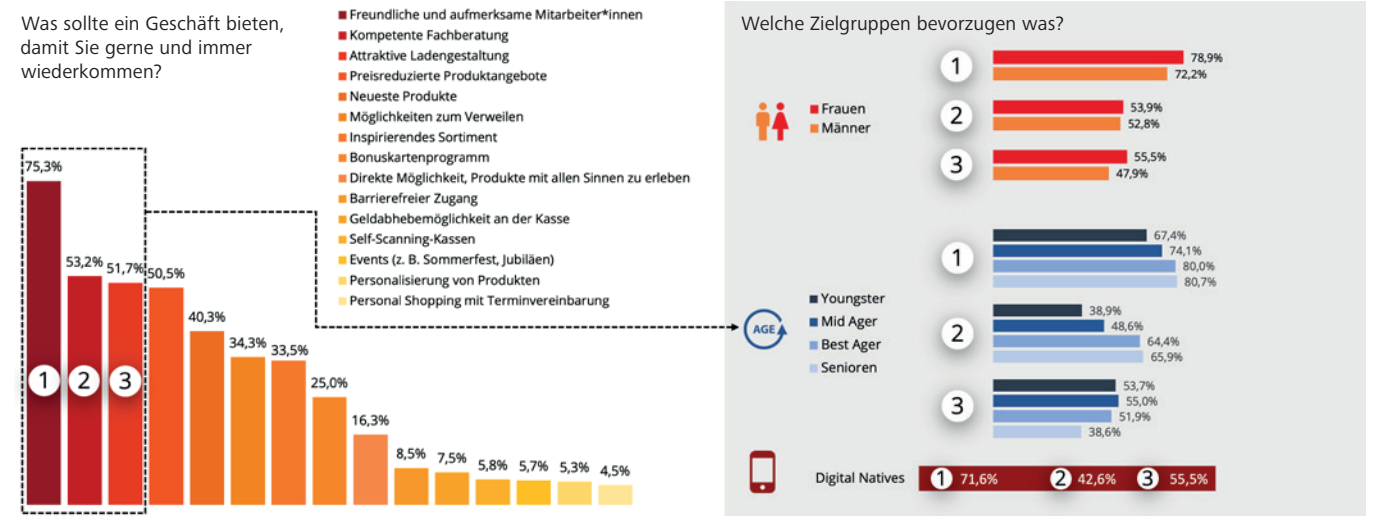 Was sollte ein Geschäft bieten,
damit Sie gerne und immer
wiederkommen?
Freundliche und aufmerksame Mitarbeiter*innen
Kompetente Fachberatung
Attraktive Ladengestaltung
Preisreduzierte Produktangebote
Neueste Produkte
Möglichkeiten zum Verweilen
Inspirierendes Sortiment
Bonuskartenprogramm
Direkte Möglichkeit, Produkte mit allen Sinnen zu erleben
Barrierefreier Zugang
Geldabhebemöglichkeit an der Kasse
Self-Scanning-Kassen
Events (z. B. Sommerfest, Jubiläen)
Personalisierung von Produkten
Personal Shopping mit Terminvereinbarung
75,3%
53,2%
51,7%
50,5%
40,3%
34,3%
33,5%
25,0%
16,3%
8,5%
7,5%
5,8%
5,7%
5,3%
4,5%
1
2
3
Welche Zielgruppen bevorzugen was?
Frauen
Männer
1
78,9%
72,2%
2
53,9%
52,8%
3
55,5%
47,9%
AGE
Youngster
Mid Ager
Best Ager
Senioren
1
67,4%
74,1%
80,0%
80,7%
2
38,9%
48,6%
64,4%
65,9%
3
53,7%
55,0%
51,9%
38,6%
Digital Natives
1 71,6%
2 42,6%
3 55,5%